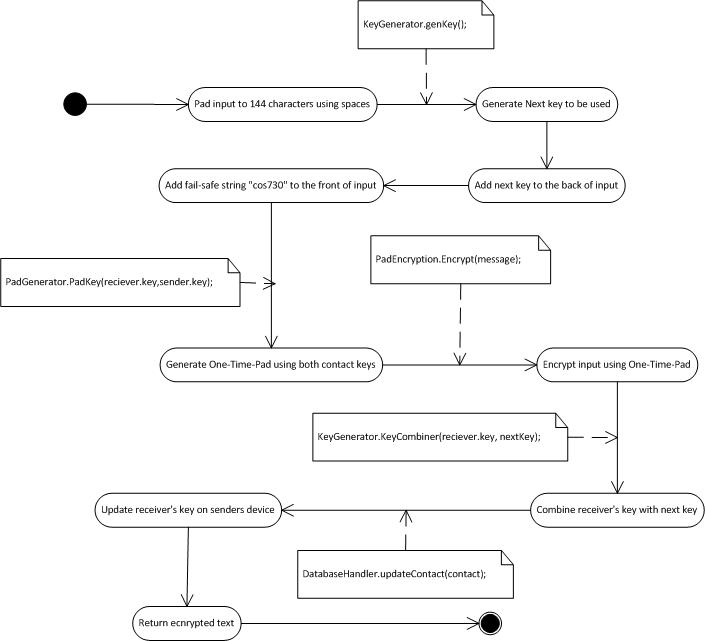 KeyGenerator.genKey();
Pad input to 144 characters using spaces
Generate Next key to be used
Add fail-safe string "cos730" to the front of input
Add next key to the back of input
PadEncryption.Encrypt(message);
PadGenerator.PadKey(reciever.key,sender.key);
Generate One-Time-Pad using both contact keys
Encrypt input using One-Time-Pad
KeyGenerator.KeyCombiner(reciever.key, nextKey);
Update receiver's key on senders device
Combine receiver's key with next key
DatabaseHandler.updateContact(contact);
Return ecnrypted text